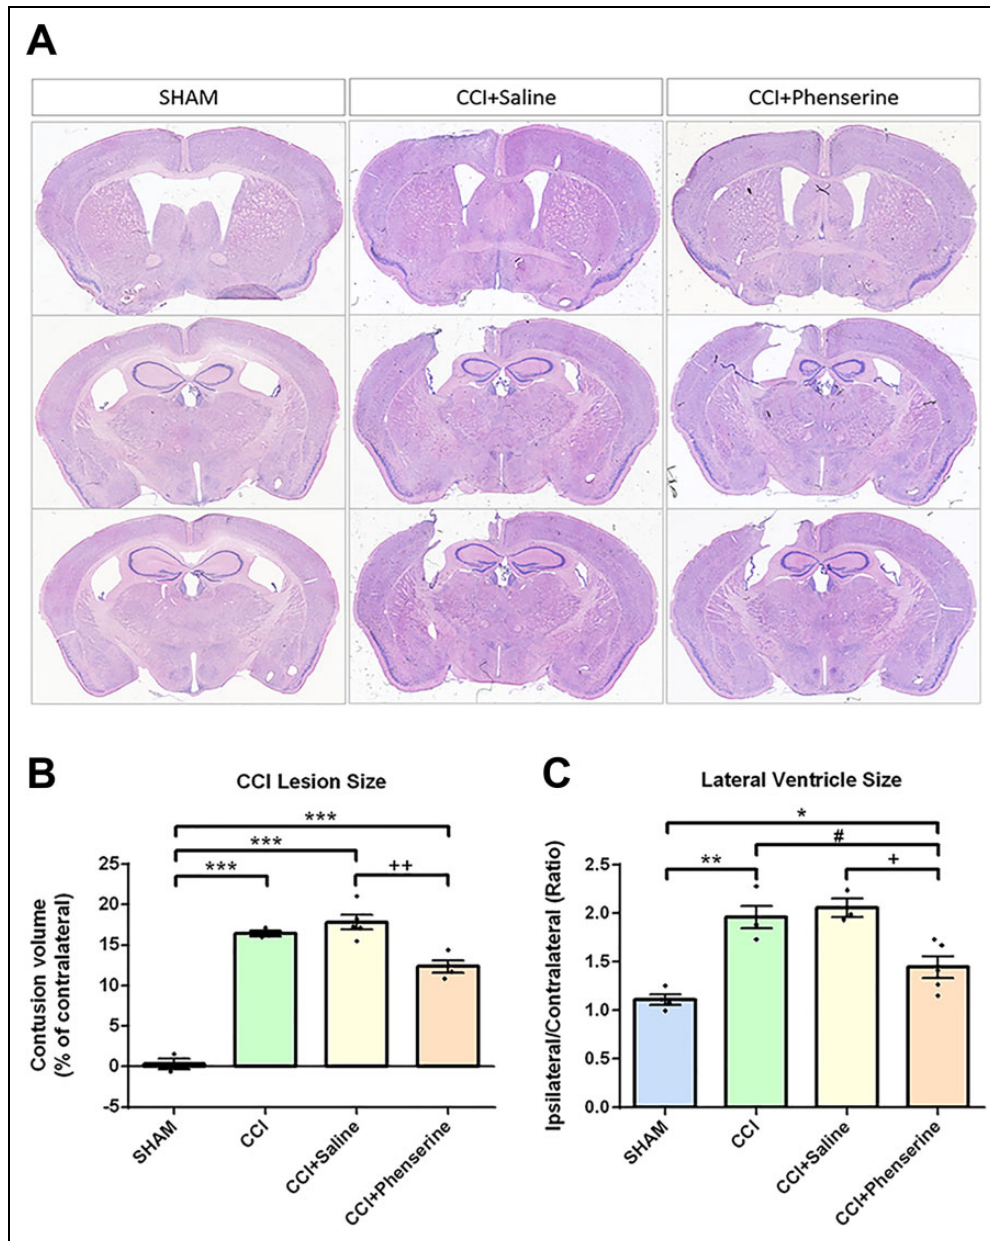 A
SHAM
CCI+Saline
CCI+Phenserine
B
CCI Lesion Size
***
***
***
++
Contusion volume
(% of contralateral)
25
20
15
10
5
0
-5
SHAM
CCI
CCI+Saline
CCI+Phenserine
C
Lateral Ventricle Size
*
#
**
+
Ipsilateral/Contralateral (Ratio)
2.5
2.0
1.5
1.0
0.5
0.0
SHAM
CCI
CCI+Saline
CCI+Phenserine